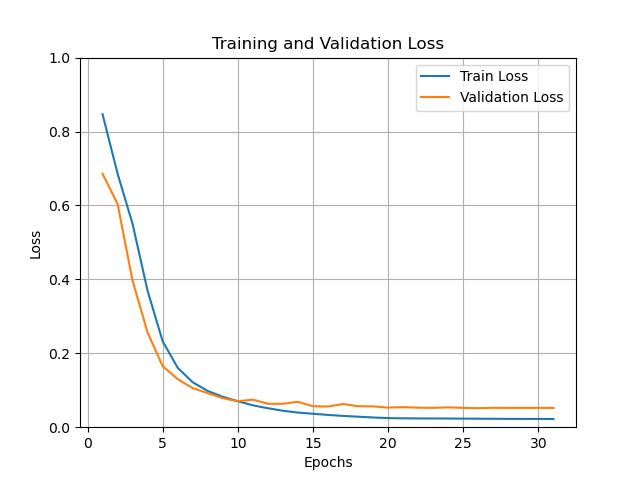 Training and Validation Loss
Train Loss
Validation Loss
1.0
0.8
0.6
0.4
0.2
0.0
Loss
0 5 10 15 20 25 30
Epochs